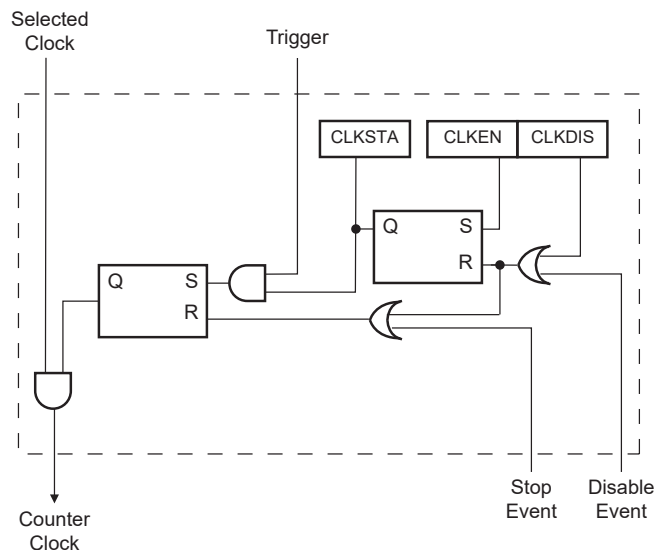 Selected
Clock
Trigger
CLKSTA
CLKEN
CLKDIS
Q
S
R
Q
S
R
Stop
Event
Disable
Event
Counter
Clock